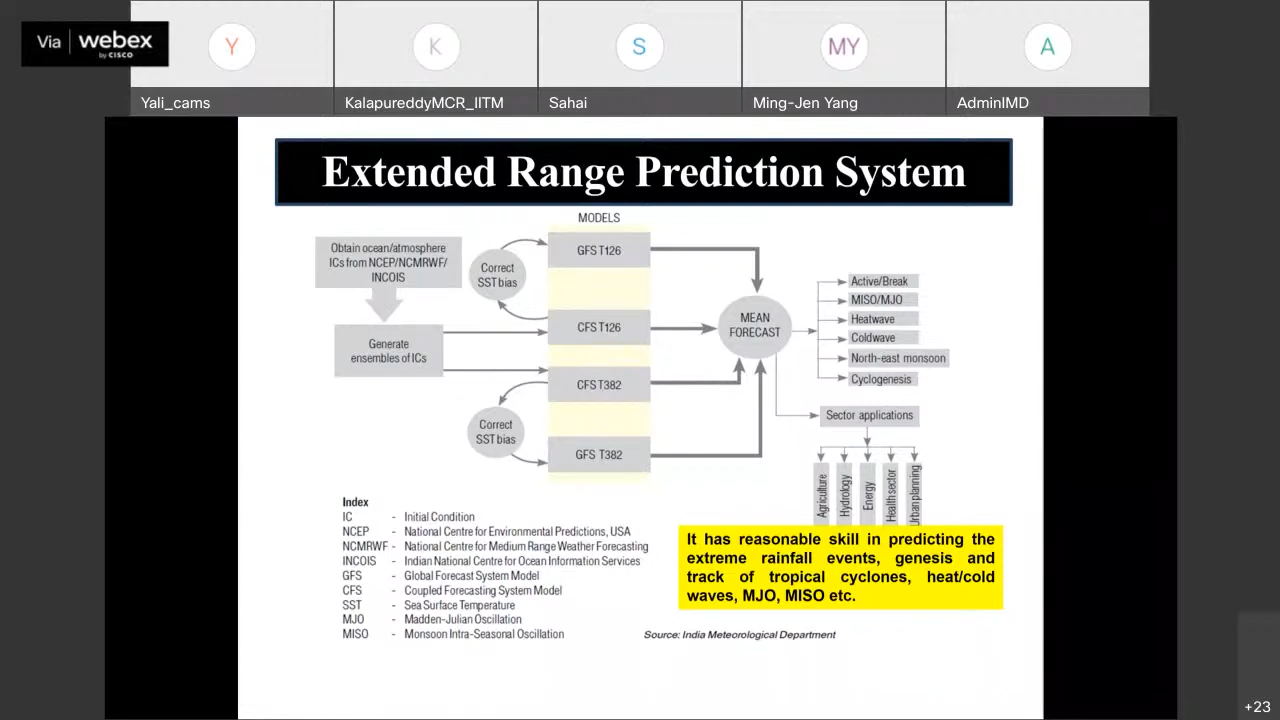 Via webex
by CISCO
Y
K
S
MY
A
Yali_cams
KalapureddyMCR_IITM
Sahai
Ming-Jen Yang
AdminIMD
Extended Range Prediction System
MODELS
Obtain ocean/atmosphere
ICs from NCEP/NCMRWF/
INCOIS
Generate
ensembles of ICs
Correct
SST bias
Correct
SST bias
GFS T126
CFS T126
CFS T382
GFS T382
MEAN
FORECAST
Active/Break
MISO/MJO
Heatwave
Coldwave
North-east monsoon
Cyclogenesis
Sector applications
Agriculture
Hydrology
Energy
Health sector
Urban planning
Index
IC - Initial Condition
NCEP - National Centre for Environmental Predictions, USA
NCMRWF - National Centre for Medium Range Weather Forecasting
INCOIS - Indian National Centre for Ocean Information Services
GFS - Global Forecast System Model
CFS - Coupled Forecasting System Model
SST - Sea Surface Temperature
MJO - Madden-Julian Oscillation
MISO - Monsoon Intra-Seasonal Oscillation
It has reasonable skill in predicting the
extreme rainfall events, genesis and
track of tropical cyclones, heat/cold
waves, MJO, MISO etc.
Source: India Meteorological Department
+23